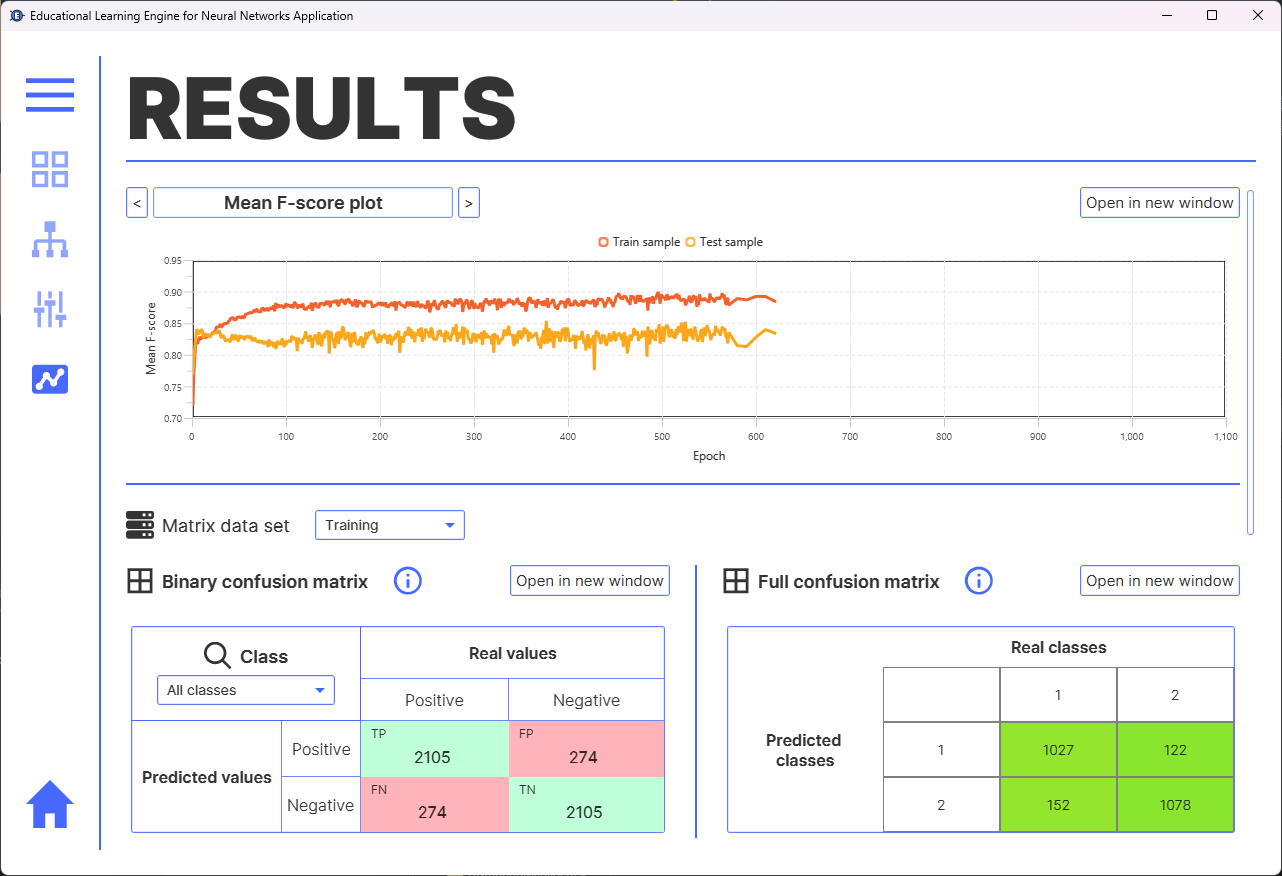 Educational Learning Engine for Neural Networks Application
RESULTS
<
Mean F-score plot
>
Open in new window
Train sample
Test sample
Mean F-score
0.95
0.90
0.85
0.80
0.75
0.70
0 100 200 300 400 500 600 700 800 900 1,000 1,100
Epoch
Matrix data set
Training
Binary confusion matrix
Open in new window
Class
All classes
Real values
Positive Negative
Predicted values
Positive
TP
2105
FP
274
Negative
FN
274
TN
2105
Full confusion matrix
Open in new window
Real classes
1 2
Predicted
classes
1 1027 122
2 152 1078